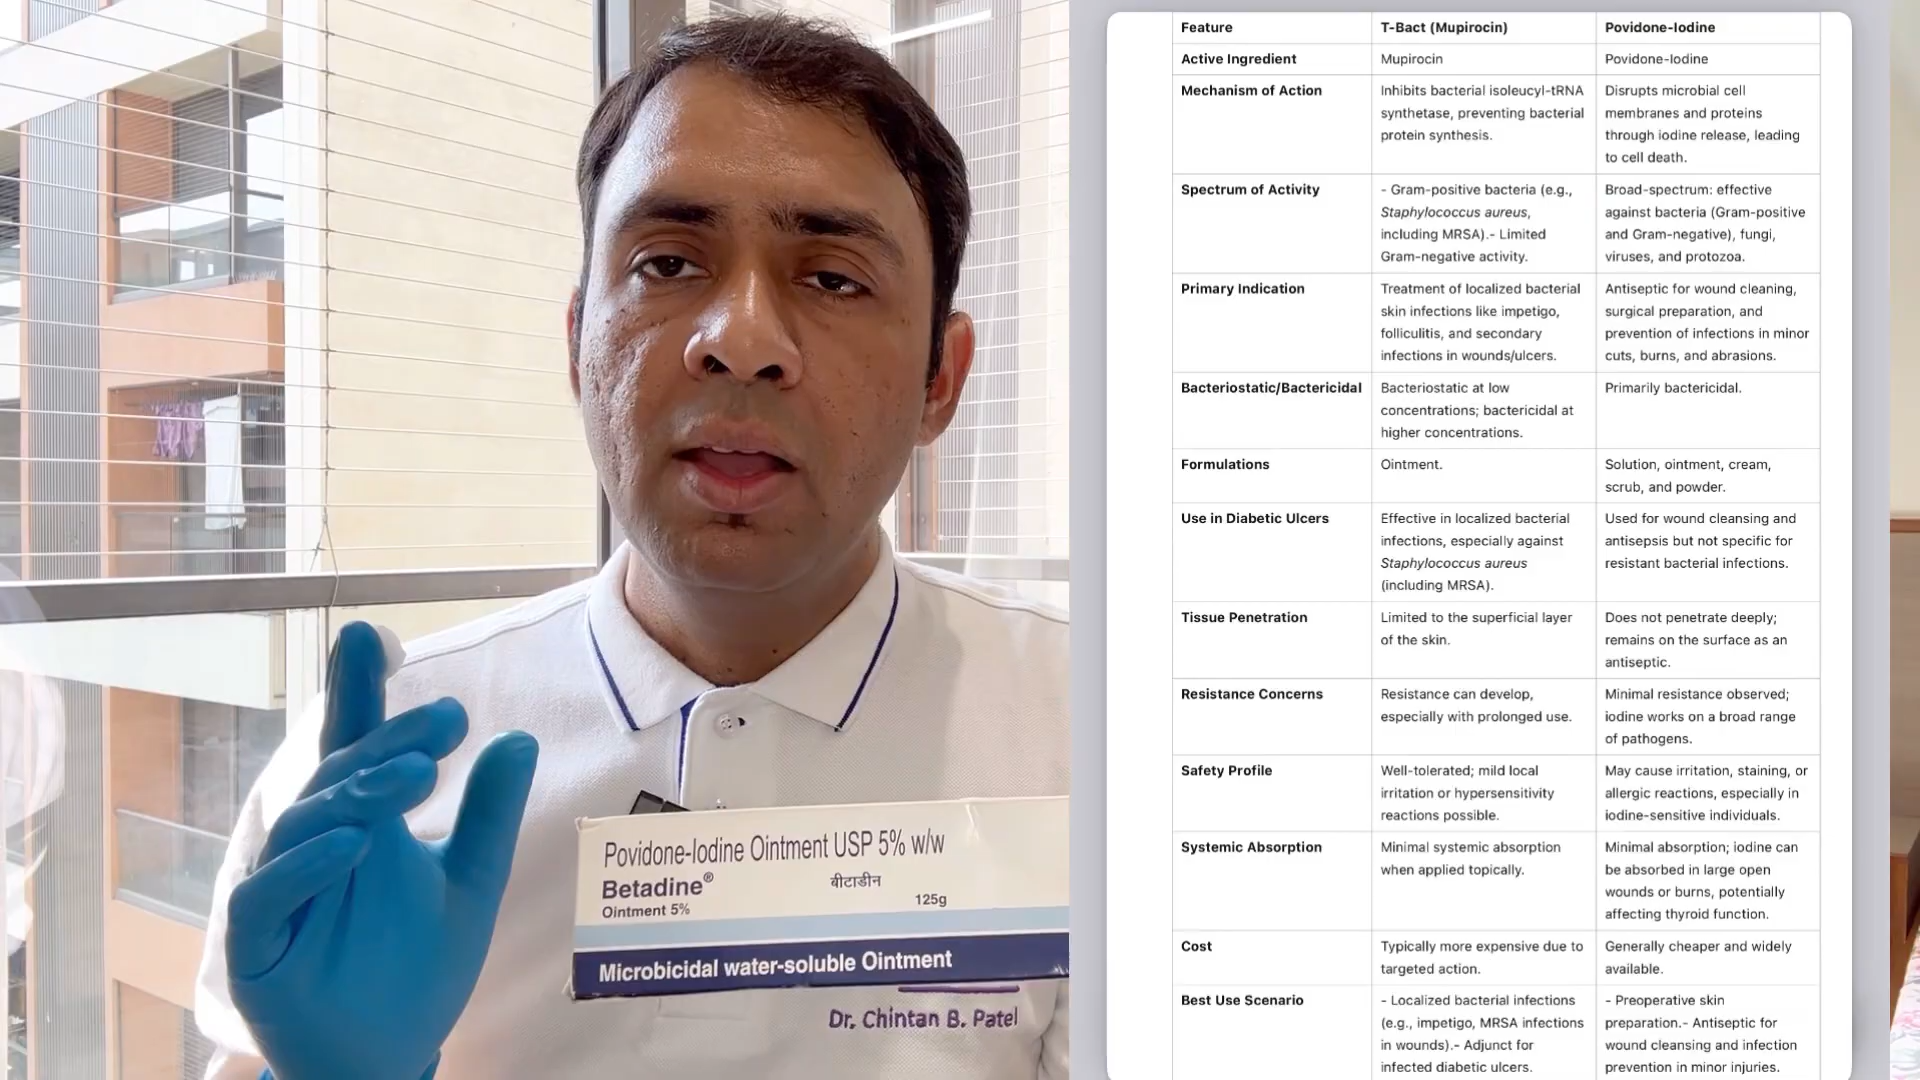 Povidone-Iodine Ointment USP 5% w/w
Betadine®
बीटाडीन
Ointment 5%
125g
Microbicidal water-soluble Ointment
Dr. Chintan B. Patel
Feature
T-Bact (Mupirocin)
Povidone-Iodine
Active Ingredient
Mupirocin
Povidone-Iodine
Mechanism of Action
Inhibits bacterial isoleucyl-tRNA
synthetase, preventing bacterial
protein synthesis.
Disrupts microbial cell
membranes and proteins
through iodine release, leading
to cell death.
Spectrum of Activity
- Gram-positive bacteria (e.g.,
Staphylococcus aureus,
including MRSA).- Limited
Gram-negative activity.
Broad-spectrum: effective
against bacteria (Gram-positive
and Gram-negative), fungi,
viruses, and protozoa.
Primary Indication
Treatment of localized bacterial
skin infections like impetigo,
folliculitis, and secondary
infections in wounds/ulcers.
Antiseptic for wound cleaning,
surgical preparation, and
prevention of infections in minor
cuts, burns, and abrasions.
Bacteriostatic/Bactericidal
Bacteriostatic at low
concentrations; bactericidal at
higher concentrations.
Primarily bactericidal.
Formulations
Ointment.
Solution, ointment, cream,
scrub, and powder.
Use in Diabetic Ulcers
Effective in localized bacterial
infections, especially against
Staphylococcus aureus
(including MRSA).
Used for wound cleansing and
antisepsis but not specific for
resistant bacterial infections.
Tissue Penetration
Limited to the superficial layer
of the skin.
Does not penetrate deeply;
remains on the surface as an
antiseptic.
Resistance Concerns
Resistance can develop,
especially with prolonged use.
Minimal resistance observed;
iodine works on a broad range
of pathogens.
Safety Profile
Well-tolerated; mild local
irritation or hypersensitivity
reactions possible.
May cause irritation, staining, or
allergic reactions, especially in
iodine-sensitive individuals.
Systemic Absorption
Minimal systemic absorption
when applied topically.
Minimal absorption; iodine can
be absorbed in large open
wounds or burns, potentially
affecting thyroid function.
Cost
Typically more expensive due to
targeted action.
Generally cheaper and widely
available.
Best Use Scenario
- Localized bacterial infections
(e.g., impetigo, MRSA infections
in wounds).- Adjunct for
infected diabetic ulcers.
- Preoperative skin
preparation.- Antiseptic for
wound cleansing and infection
prevention in minor injuries.